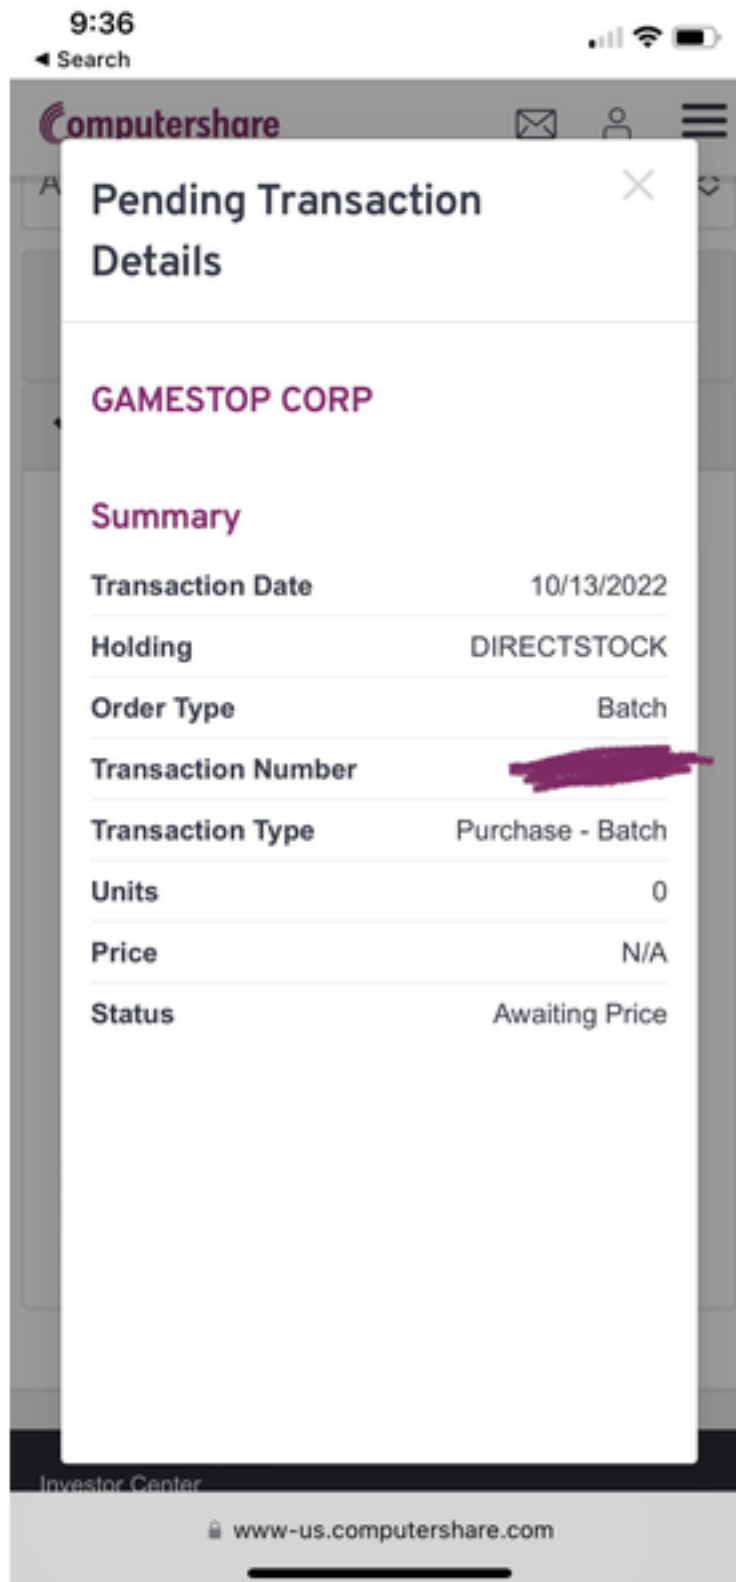 9:36
◄ Search
Computershare
A
Pending Transaction
Details
GAMESTOP CORP
Summary
Transaction Date 10/13/2022
Holding DIRECTSTOCK
Order Type Batch
Transaction Number
Transaction Type Purchase - Batch
Units 0
Price N/A
Status Awaiting Price
Investor Center
www-us.computershare.com